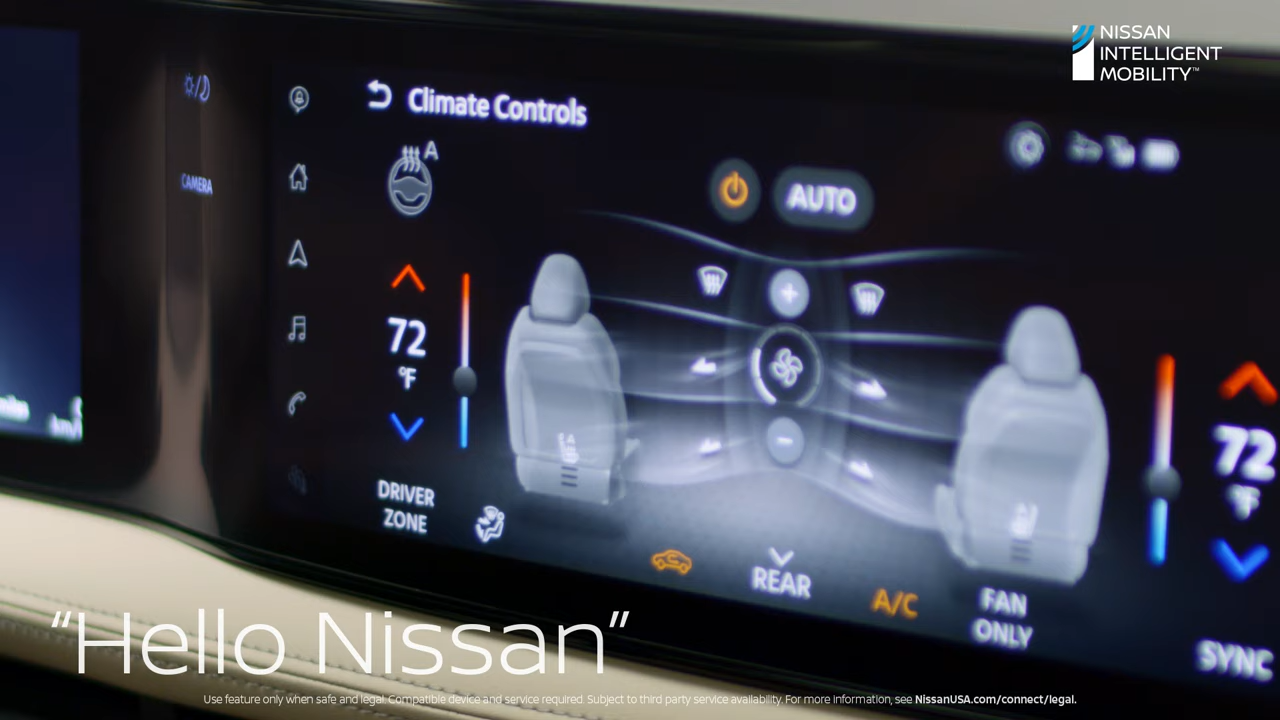 NISSAN
INTELLIGENT
MOBILITY™
CAMERA
Climate Controls
A
AUTO
72
°F
DRIVER
ZONE
REAR
A/C
FAN
ONLY
72
°F
SYNC
“Hello Nissan”
Use feature only when safe and legal. Compatible device and service required. Subject to third party service availability. For more information, see NissanUSA.com/connect/legal.